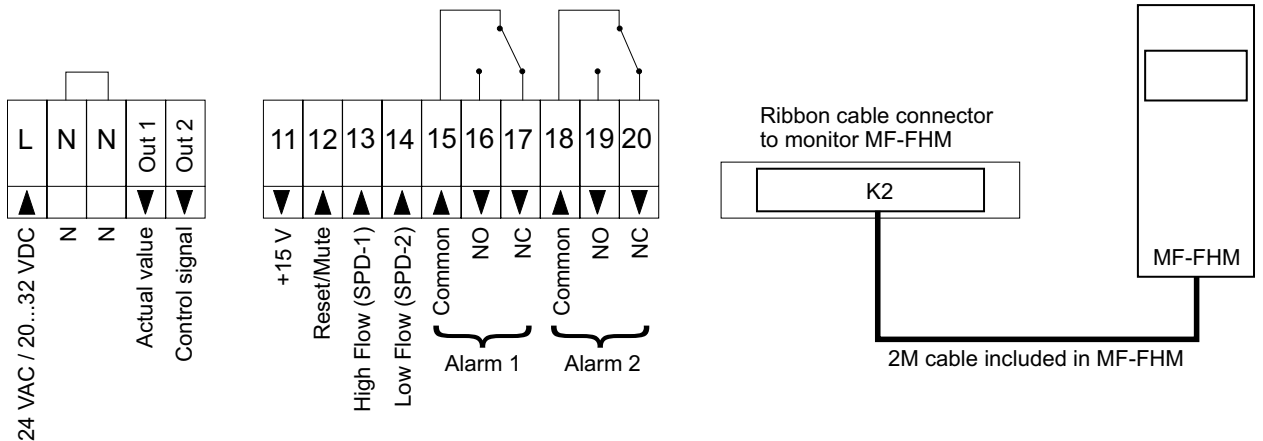 L N N Out 1 Out 2
24 VAC / 20...32 VDC
N
N
Actual value
Control signal
11 12 13 14 15 16 17 18 19 20
+15 V
Reset/Mute
High Flow (SPD-1)
Low Flow (SPD-2)
Common
NO
NC
Common
NO
NC
Alarm 1
Alarm 2
Ribbon cable connector
to monitor MF-FHM
K2
MF-FHM
2M cable included in MF-FHM